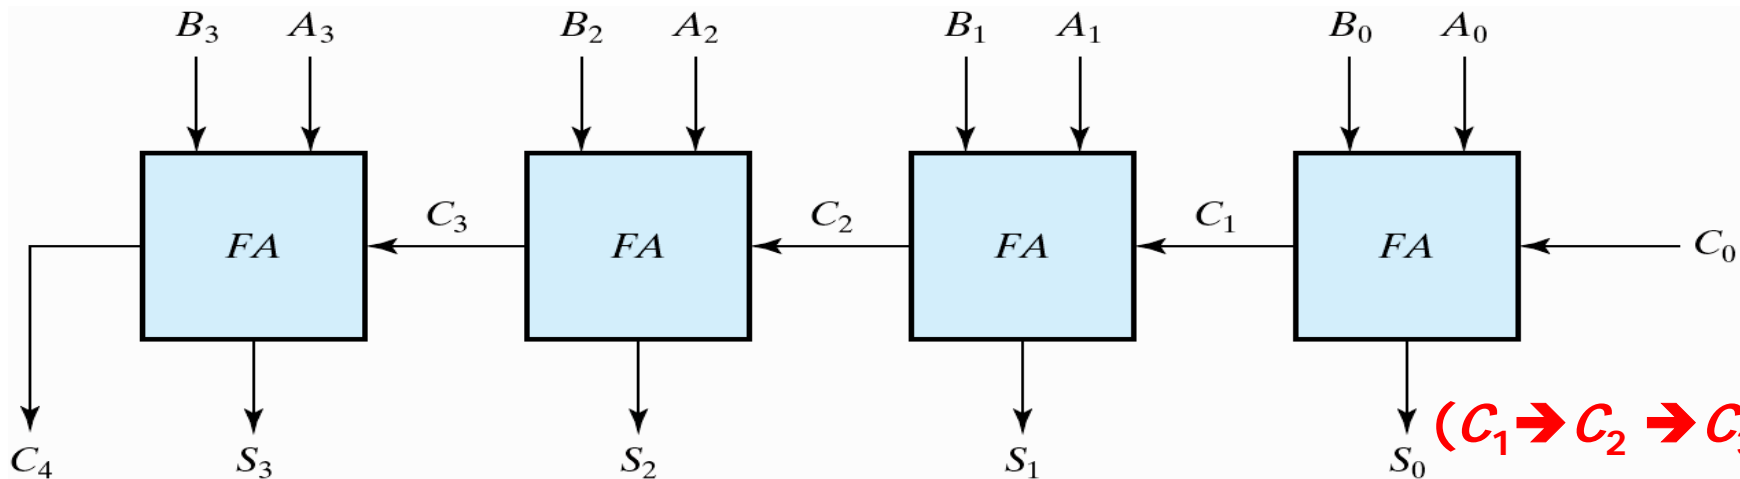 B₃ A₃ B₂ A₂ B₁ A₁ B₀ A₀
FA C₃ FA C₂ FA C₁ FA C₀
C₄ S₃ S₂ S₁ S₀ (C₁➔C₂ ➔C